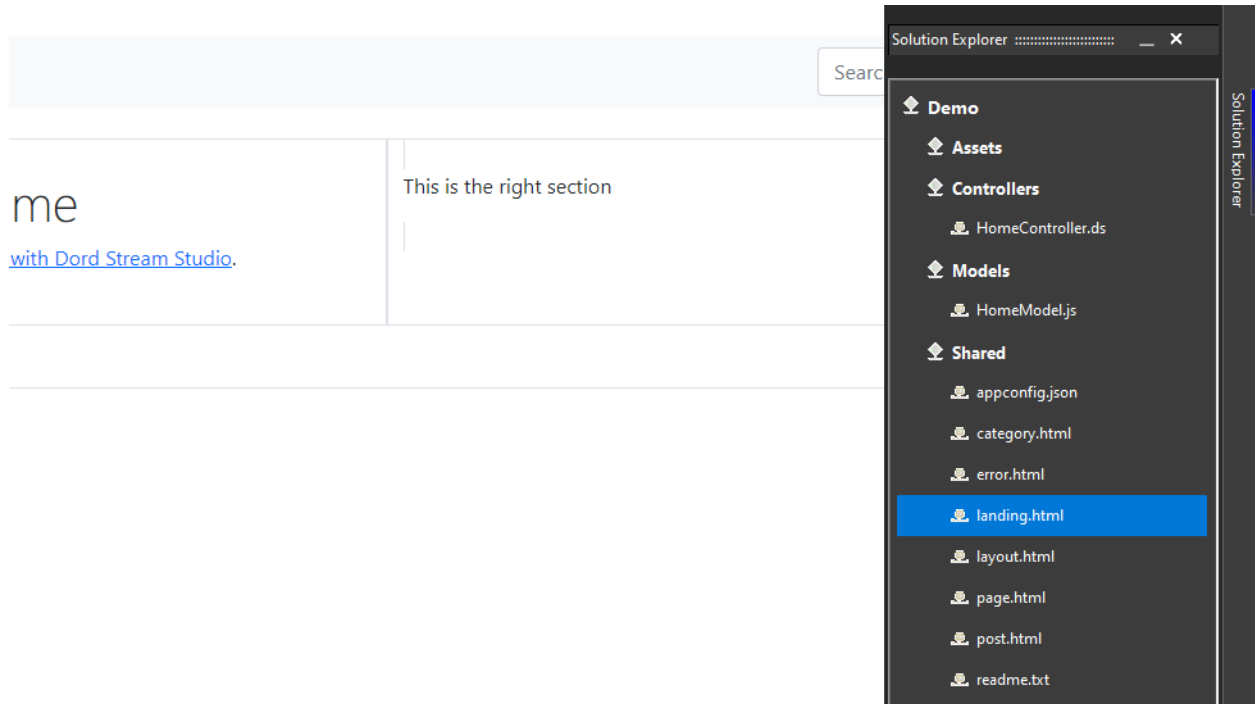 Searc
me
with Dord Stream Studio.
This is the right section
Solution Explorer
Demo
Assets
Controllers
HomeController.ds
Models
HomeModel.js
Shared
appconfig.json
category.html
error.html
landing.html
layout.html
page.html
post.html
readme.txt
Solution Explorer